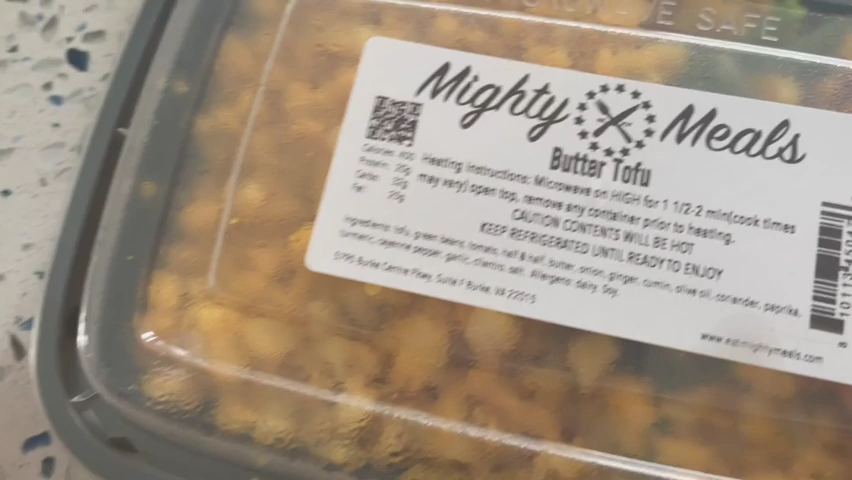 SAFE
Mighty Meals
Butter Tofu
Calories:
Protein: 20g
Carbs:
Fat: 20g
Heating Instructions: Microwave on HIGH for 1 1/2-2 min(cook times
may vary) open top, remove any container prior to heating.
CAUTION CONTENTS WILL BE HOT
KEEP REFRIGERATED UNTIL READY TO ENJOY
Ingredients: tofu, green beans, tomato, half & half, butter, onion, ginger, cumin, olive oil, coriander, paprika,
turmeric, cayenne pepper, garlic, cilantro, salt. Allergens: dairy, Soy.
5795 Burke Centre Pkwy, Suite F Burke, VA 22015
www.eatmightymeals.com